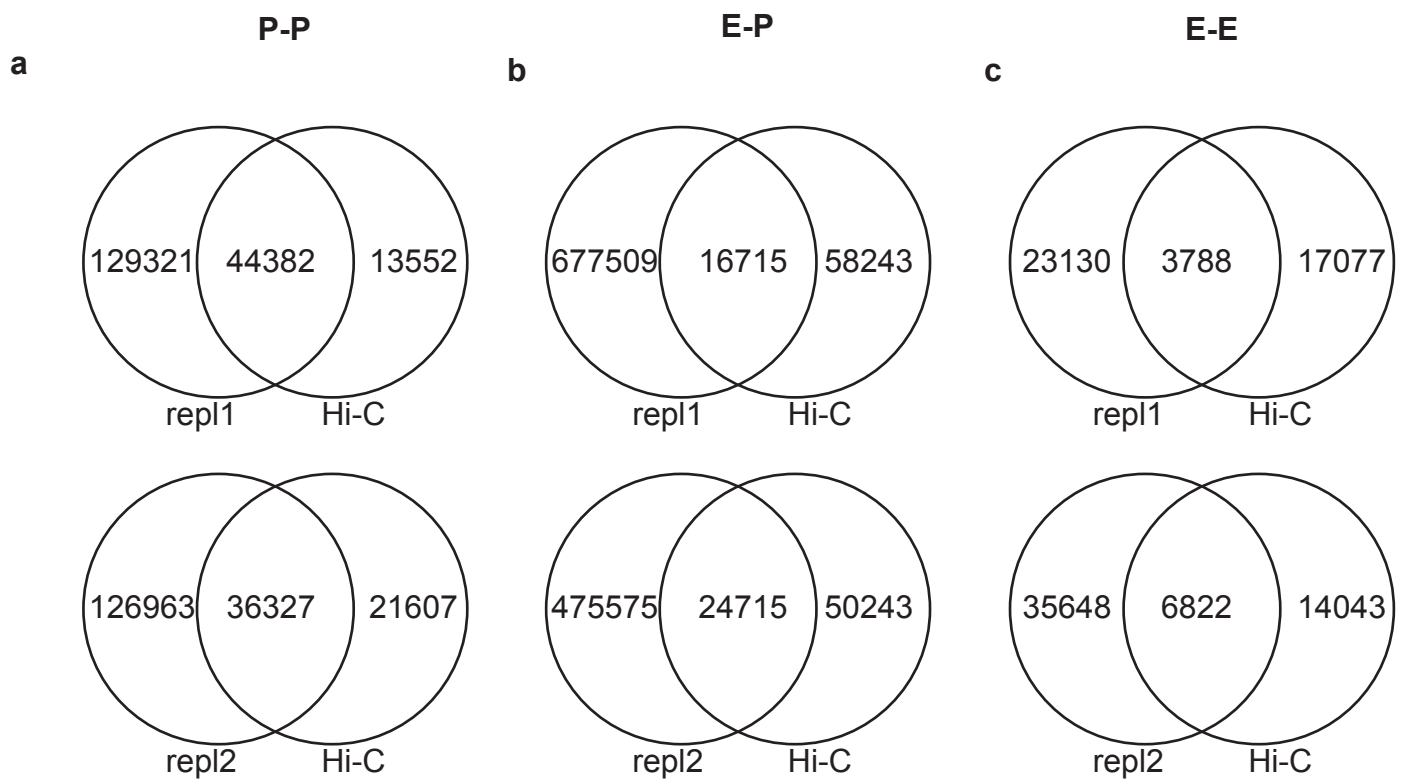 P-P
E-P
E-E
a
b
c
129321 44382 13552
677509 16715 58243
23130 3788 17077
repl1 Hi-C
repl1 Hi-C
repl1 Hi-C
126963 36327 21607
475575 24715 50243
35648 6822 14043
repl2 Hi-C
repl2 Hi-C
repl2 Hi-C